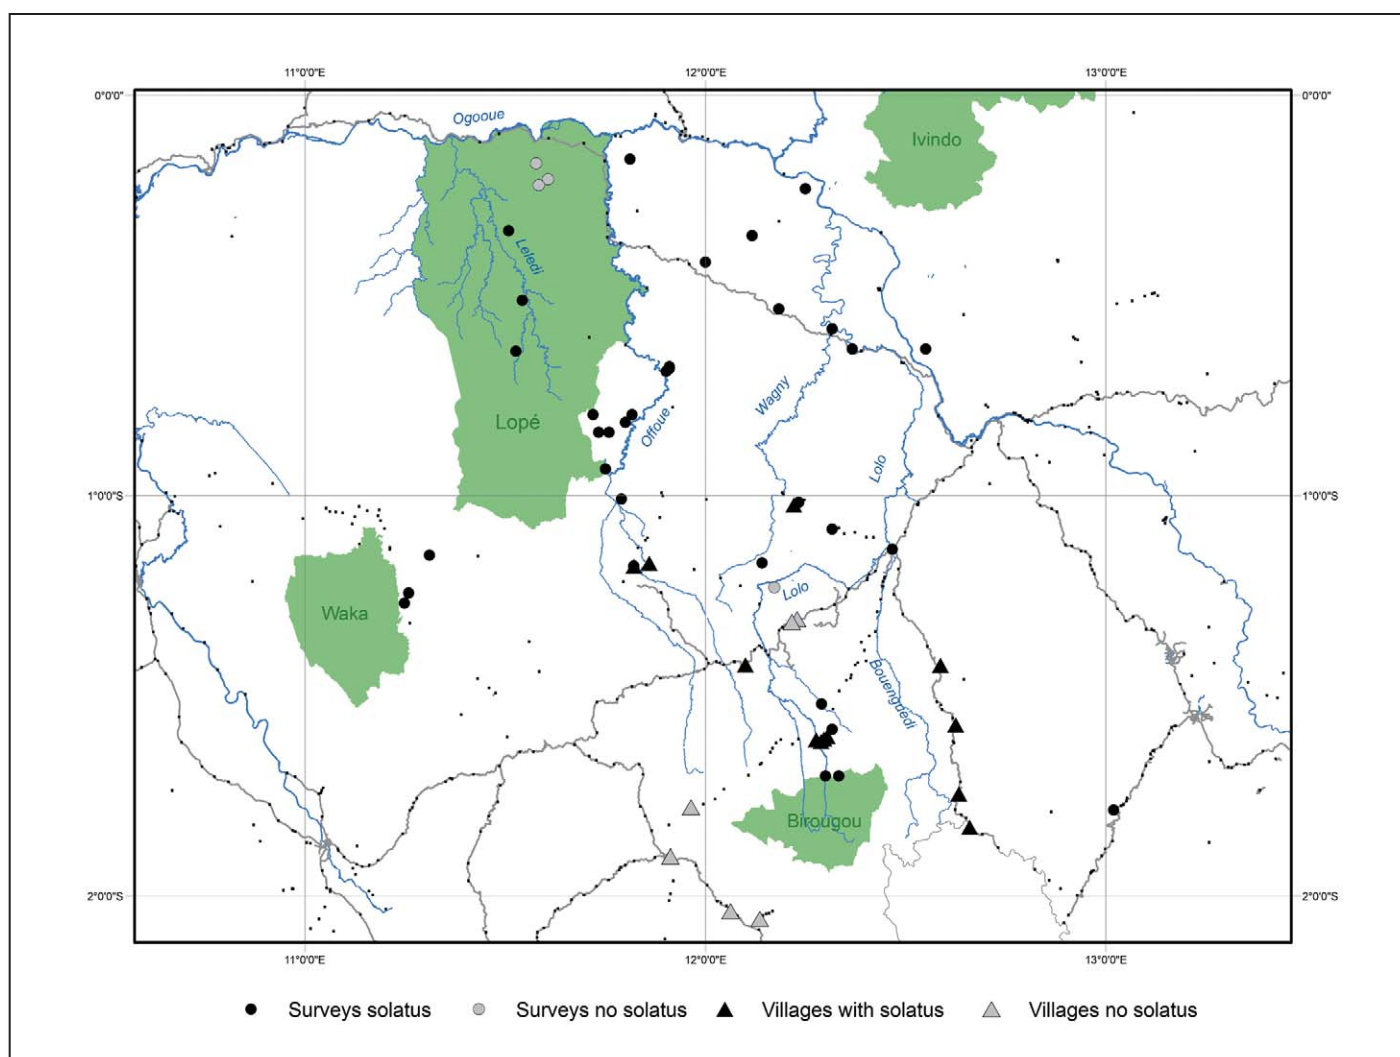 11°0'0"E 12°0'0"E 13°0'0"E
0°0'0" 0°0'0"
Ogooue
Ivindo
Leledi
Wagny
Lopé
Offoue
Lolo
1°0'0"S 1°0'0"S
Lolo
Waka
Bouenguedi
Birougou
2°0'0"S 2°0'0"S
11°0'0"E 12°0'0"E 13°0'0"E
Surveys solatus Surveys no solatus Villages with solatus Villages no solatus